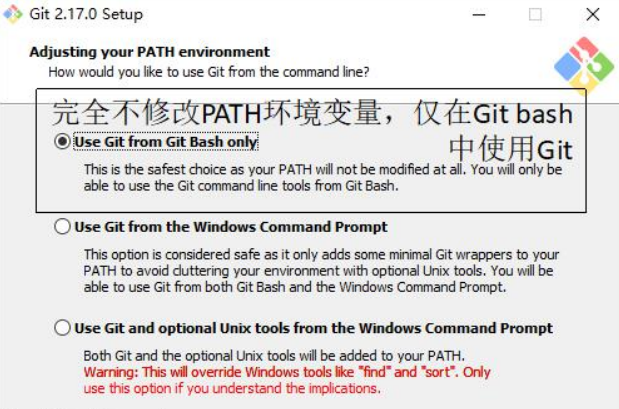 Git 2.17.0 Setup
Adjusting your PATH environment
How would you like to use Git from the command line?
完全不修改PATH环境变量，仅在Git bash
中使用Git
Use Git from Git Bash only
This is the safest choice as your PATH will not be modified at all. You will only be
able to use the Git command line tools from Git Bash.
Use Git from the Windows Command Prompt
This option is considered safe as it only adds some minimal Git wrappers to your
PATH to avoid cluttering your environment with optional Unix tools. You will be
able to use Git from both Git Bash and the Windows Command Prompt.
Use Git and optional Unix tools from the Windows Command Prompt
Both Git and the optional Unix tools will be added to your PATH.
Warning: This will override Windows tools like "find" and "sort". Only
use this option if you understand the implications.